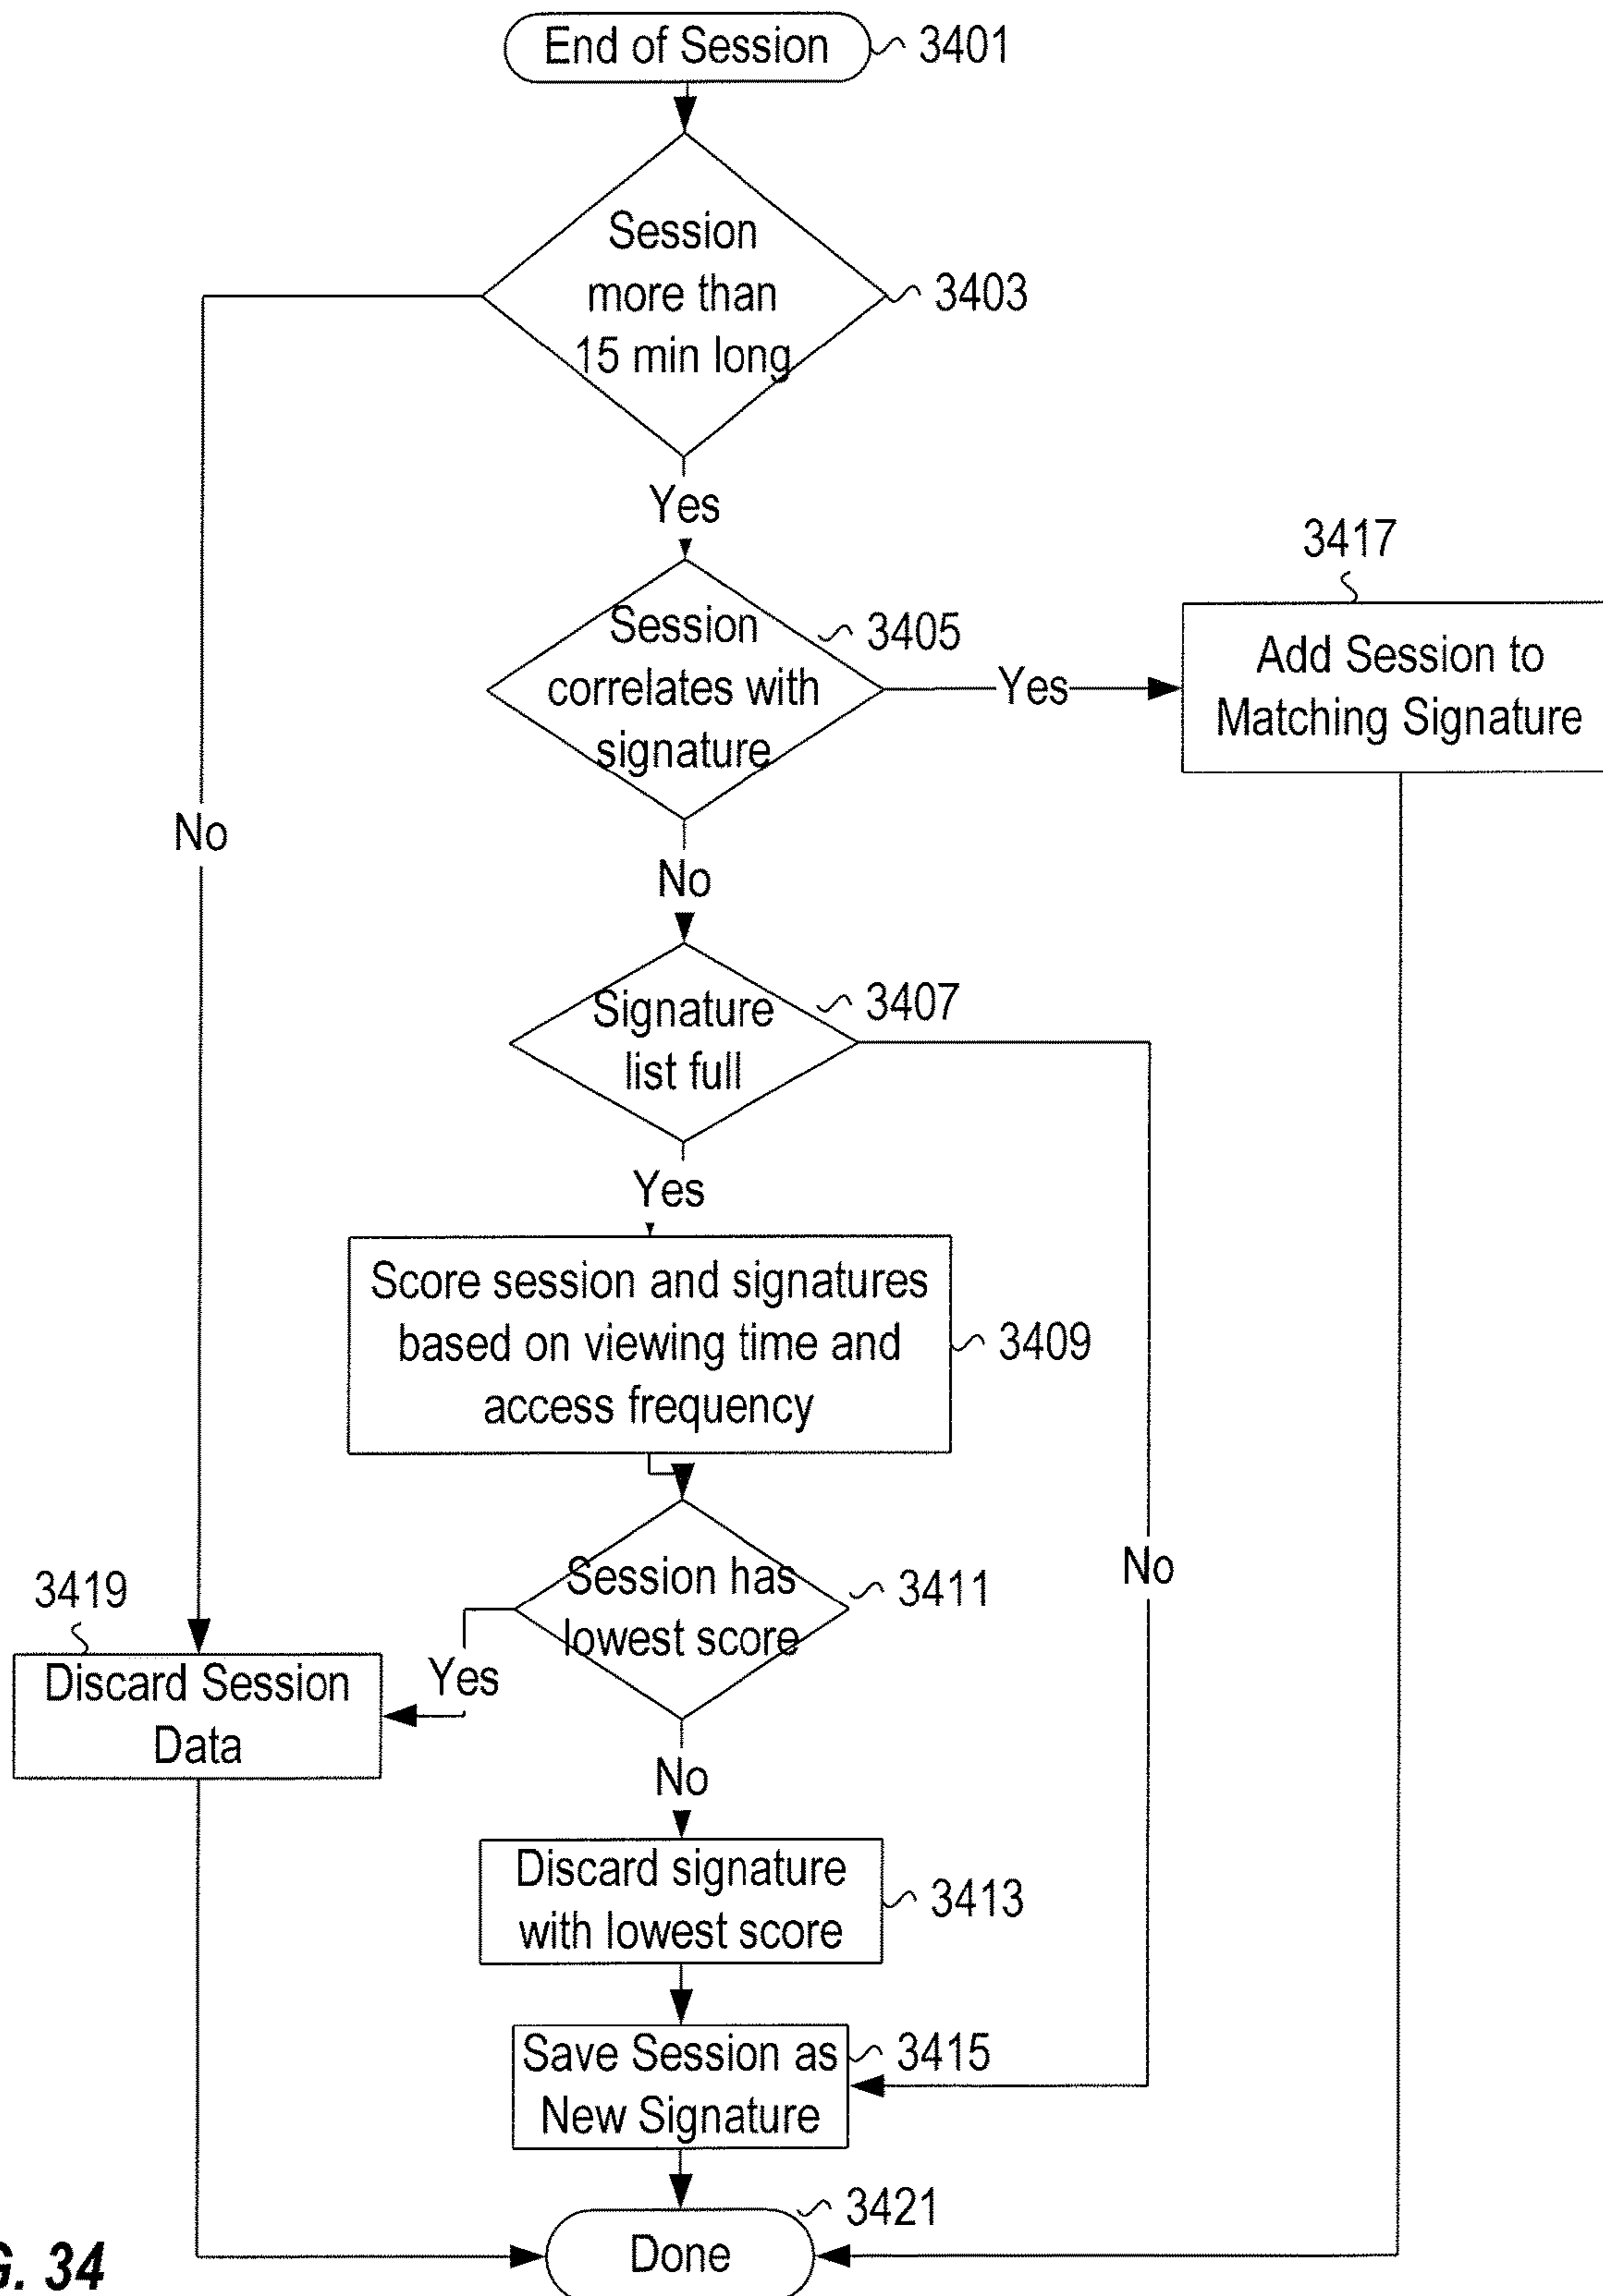 End of Session
3401
Session
more than
15 min long
3403
Yes
3417
Session
correlates with
signature
3405
Yes
Add Session to
Matching Signature
No
No
Signature
list full
3407
Yes
Score session and signatures
based on viewing time and
access frequency
3409
No
3419
Session has
lowest score
3411
Discard Session
Data
Yes
No
Discard signature
with lowest score
3413
Save Session as
New Signature
3415
3421
Done
G. 34